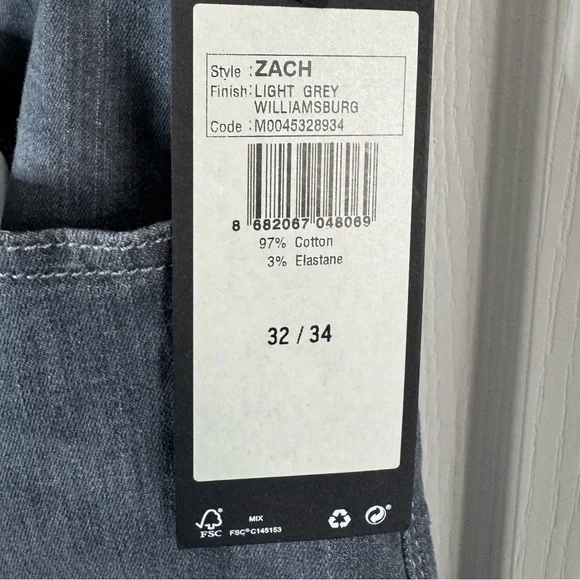 Style : ZACH
Finish: LIGHT GREY
WILLIAMSBURG
Code : M0045328934
8 682067 048069
97% Cotton
3% Elastane
32 / 34
FSC
MIX
FSC® C145153